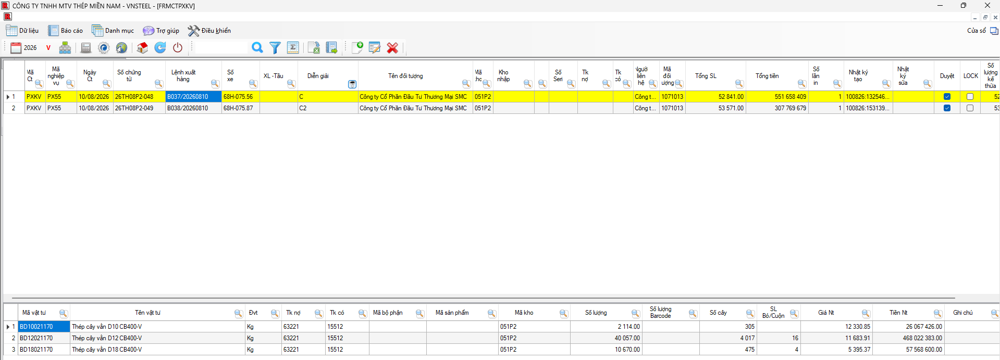 CÔNG TY TNHH MTV THÉP MIỀN NAM - VNSTEEL - [FRMCTPXKV]
Dữ liệu Báo cáo Danh mục Trợ giúp Điều khiển Cửa sổ
2026 V
Mã Ct Mã nghiệp vụ Ngày Ct Số chứng từ Lệnh xuất hàng Số xe XL -Tàu Diễn giải Tên đối tượng Mã Kho nhập Số Seri Tk nợ Tk có liên hệ Mã đối Tổng SL Tổng tiền Số lần in Nhật ký tạo Nhật ký sửa Duyệt LOCK Số lượng kế thừa
1 PXKV PX55 10/08/2026 26TH08P2-048 B037/20260810 68H-075.56 C Công ty Cổ Phần Đầu Tư Thương Mại SMC 051P2 Công t... 1071013 52 841.00 551 658 409 1 100826:132546... 52
2 PXKV PX55 10/08/2026 26TH08P2-049 B038/20260810 68H-075.87 C2 Công ty Cổ Phần Đầu Tư Thương Mại SMC 051P2 Công t... 1071013 53 571.00 307 769 679 1 100826:153139... 53
Mã vật tư Tên vật tư Đvt Tk nợ Tk có Mã bộ phận Mã sản phẩm Mã kho Số lượng Số lượng Barcode Số cây SL Bó/Cuộn Giá Nt Tiền Nt Ghi chú
1 BD10021170 Thép cây vằn D10 CB400-V Kg 63221 15512 051P2 2 114.00 305 12 330.85 26 067 426.00
2 BD12021170 Thép cây vằn D12 CB400-V Kg 63221 15512 051P2 40 057.00 4 017 16 11 683.91 468 022 383.00
3 BD18021170 Thép cây vằn D18 CB400-V Kg 63221 15512 051P2 10 670.00 475 4 5 395.37 57 568 600.00